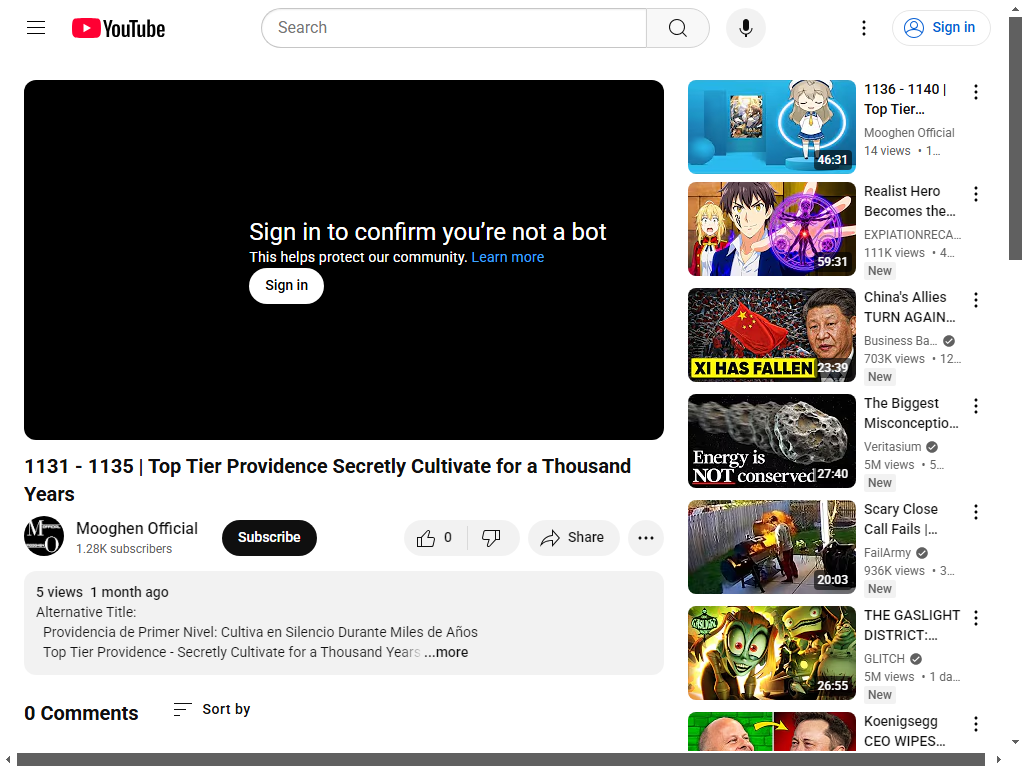 YouTube
Search
Sign in
Sign in to confirm you're not a bot
This helps protect our community. Learn more
Sign in
1131 - 1135 | Top Tier Providence Secretly Cultivate for a Thousand
Years
Mooghen Official
1.28K subscribers
Subscribe
0
Share
5 views 1 month ago
Alternative Title:
Providencia de Primer Nivel: Cultiva en Silencio Durante Miles de Años
Top Tier Providence - Secretly Cultivate for a Thousand Years ...more
0 Comments
Sort by
46:31
1136 - 1140 |
Top Tier...
Mooghen Official
14 views • 1...
59:31
Realist Hero
Becomes the...
EXPIATIONRECA...
111K views • 4...
New
XI HAS FALLEN
23:39
China's Allies
TURN AGAIN...
Business Ba...
703K views • 12...
New
Energy is
NOT conserved
27:40
The Biggest
Misconceptio...
Veritasium
5M views • 5...
New
20:03
Scary Close
Call Fails |...
FailArmy
936K views • 3...
New
26:55
THE GASLIGHT
DISTRICT:...
GLITCH
5M views • 1 da...
New
Koenigsegg
CEO WIPES...